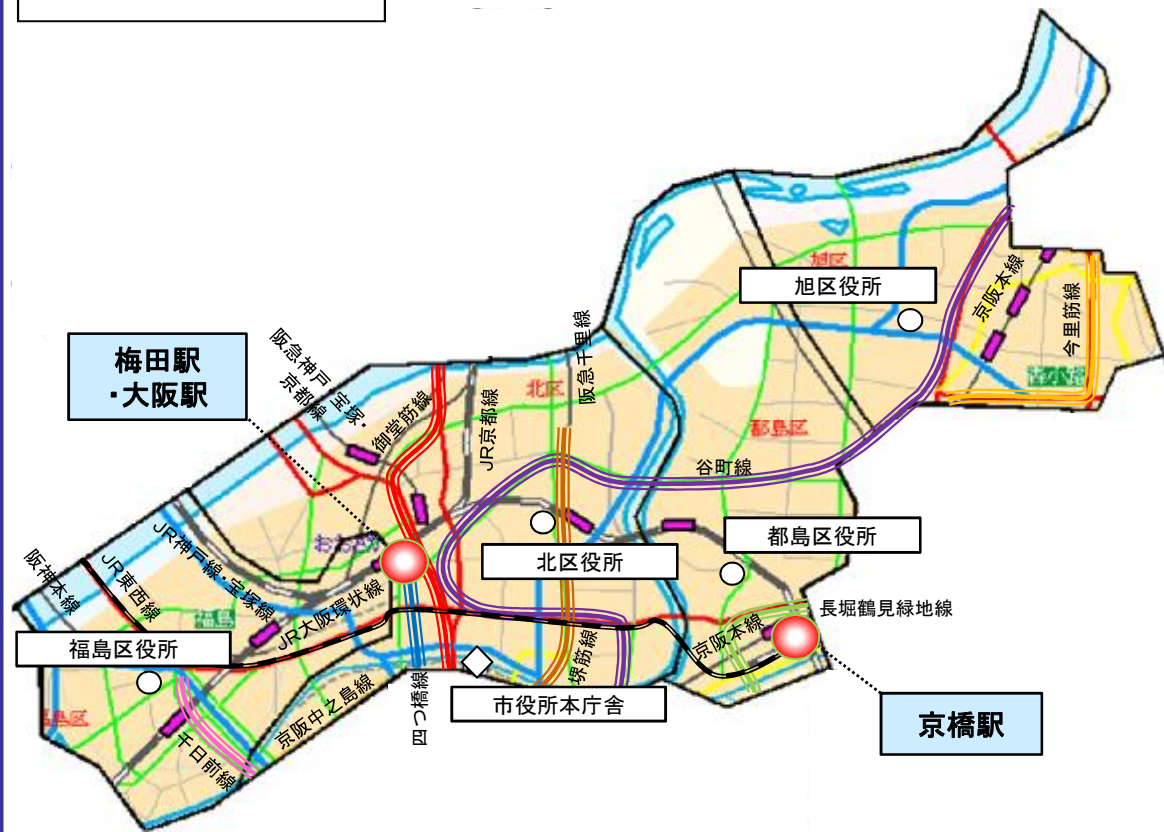 旭区
旭区役所
京阪本線
今里筋線
梅田駅
・大阪駅
阪急神戸・宝塚・
京都線
御堂筋線
JR京都線
北区
阪急千里線
都島区
谷町線
北区役所
都島区役所
JR神戸線・宝塚線
JR東西線
阪神本線
JR大阪環状線
福島
福島区役所
長堀鶴見緑地線
京阪本線
堺筋線
四つ橋線
市役所本庁舎
京阪中之島線
千日前線
京橋駅